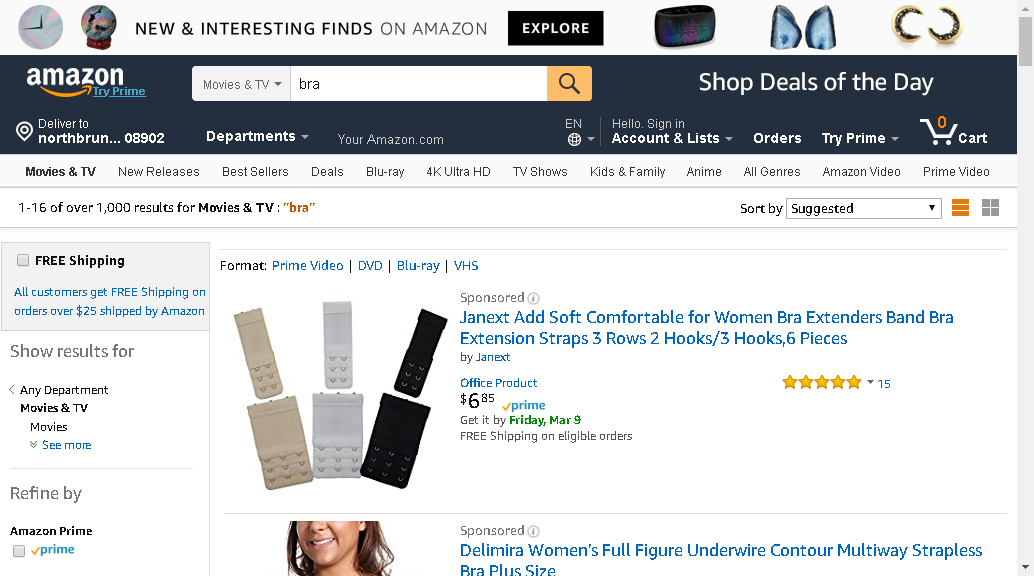 NEW & INTERESTING FINDS ON AMAZON EXPLORE
amazon Try Prime
Movies & TV bra
Shop Deals of the Day
Deliver to
northbrun... 08902
Departments
Your Amazon.com
EN
Hello. Sign in
Account & Lists
Orders
Try Prime
0
Cart
Movies & TV New Releases Best Sellers Deals Blu-ray 4K Ultra HD TV Shows Kids & Family Anime All Genres Amazon Video Prime Video
1-16 of over 1,000 results for Movies & TV : "bra"
Sort by Suggested
FREE Shipping
All customers get FREE Shipping on
orders over $25 shipped by Amazon
Show results for
Any Department
Movies & TV
Movies
See more
Refine by
Amazon Prime
prime
Format: Prime Video | DVD | Blu-ray | VHS
Sponsored
Janext Add Soft Comfortable for Women Bra Extenders Band Bra
Extension Straps 3 Rows 2 Hooks/3 Hooks,6 Pieces
by Janext
Office Product
15
$6 85 prime
Get it by Friday, Mar 9
FREE Shipping on eligible orders
Sponsored
Delimira Women's Full Figure Underwire Contour Multiway Strapless
Bra Plus Size